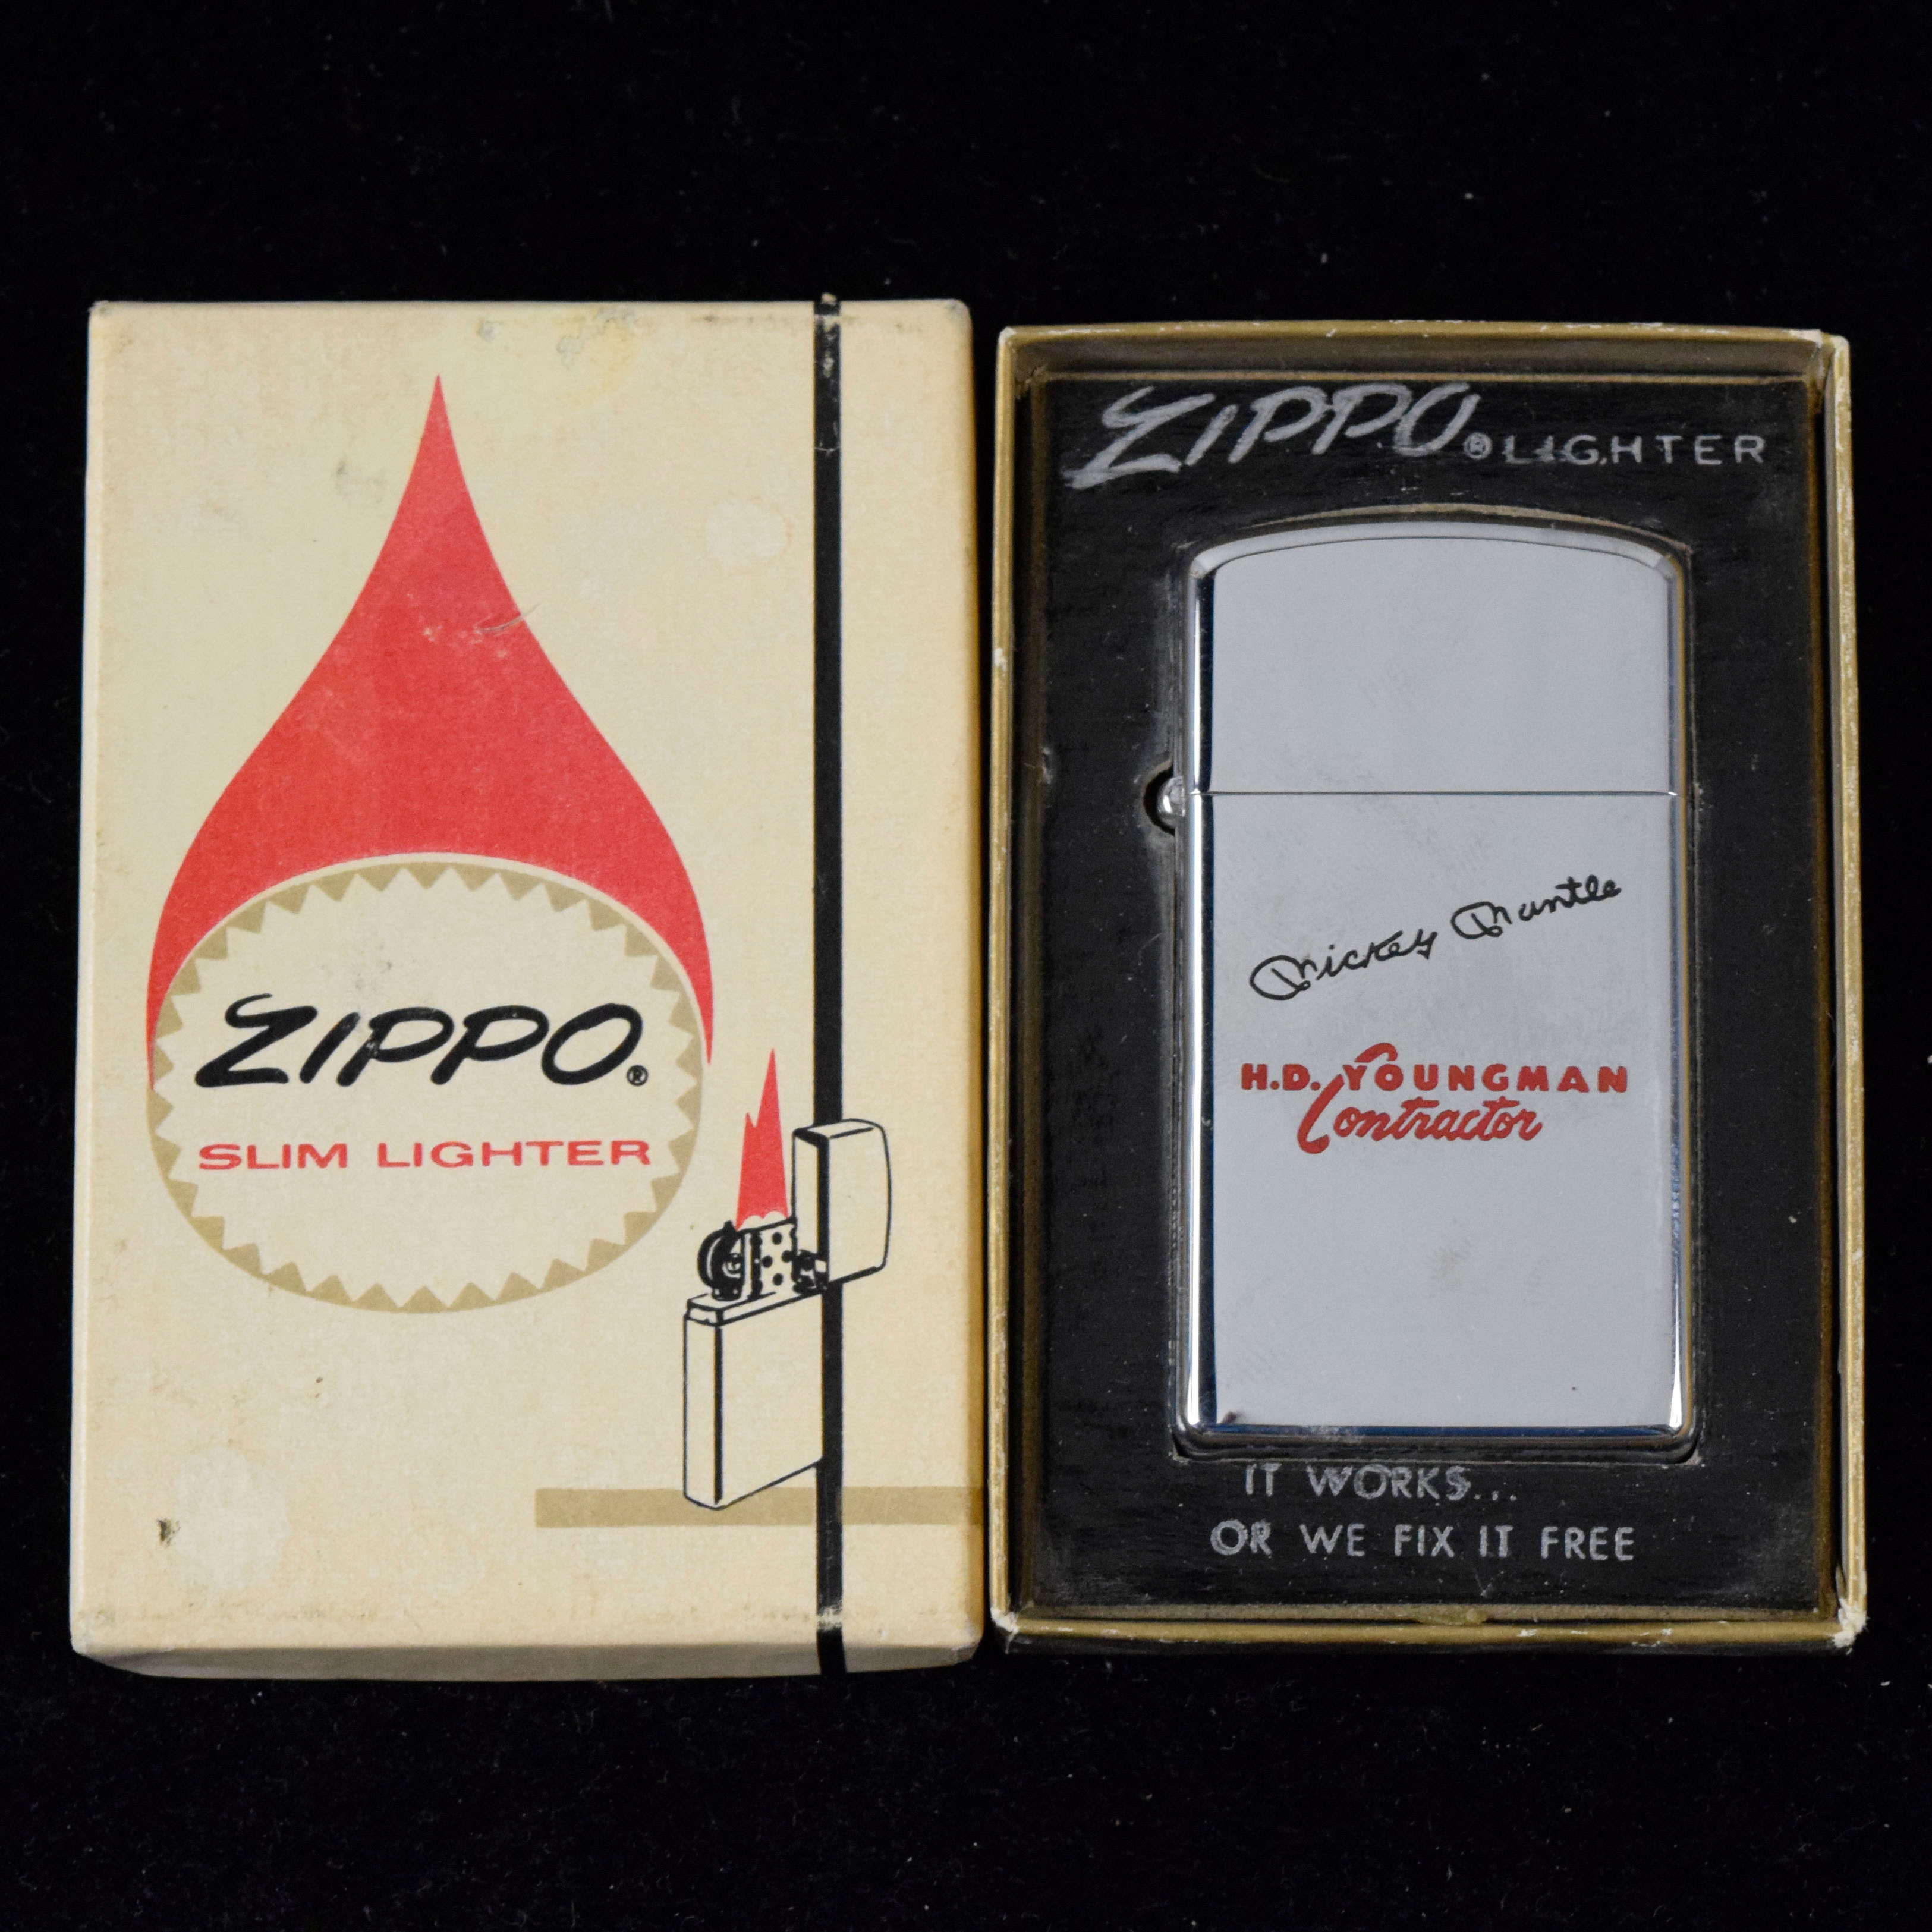 ZIPPO®
SLIM LIGHTER
ZIPPO® LIGHTER
Mickey Mantle
H.D. YOUNGMAN
Contractor
IT WORKS...
OR WE FIX IT FREE